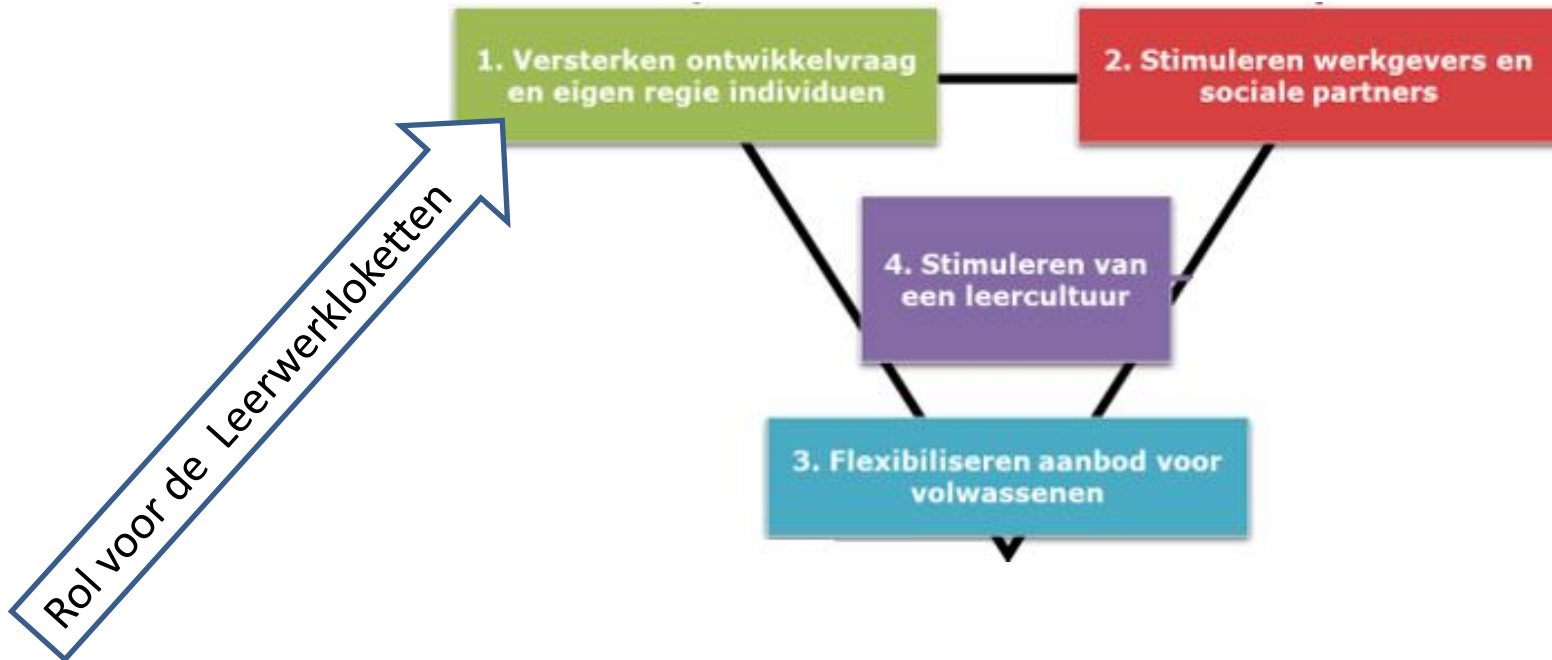 1. Versterken ontwikkelvraag
en eigen regie individuen
2. Stimuleren werkgevers en
sociale partners
4. Stimuleren van
een leercultuur
3. Flexibiliseren aanbod voor
volwassenen
Rol voor de Leerwerkloketten